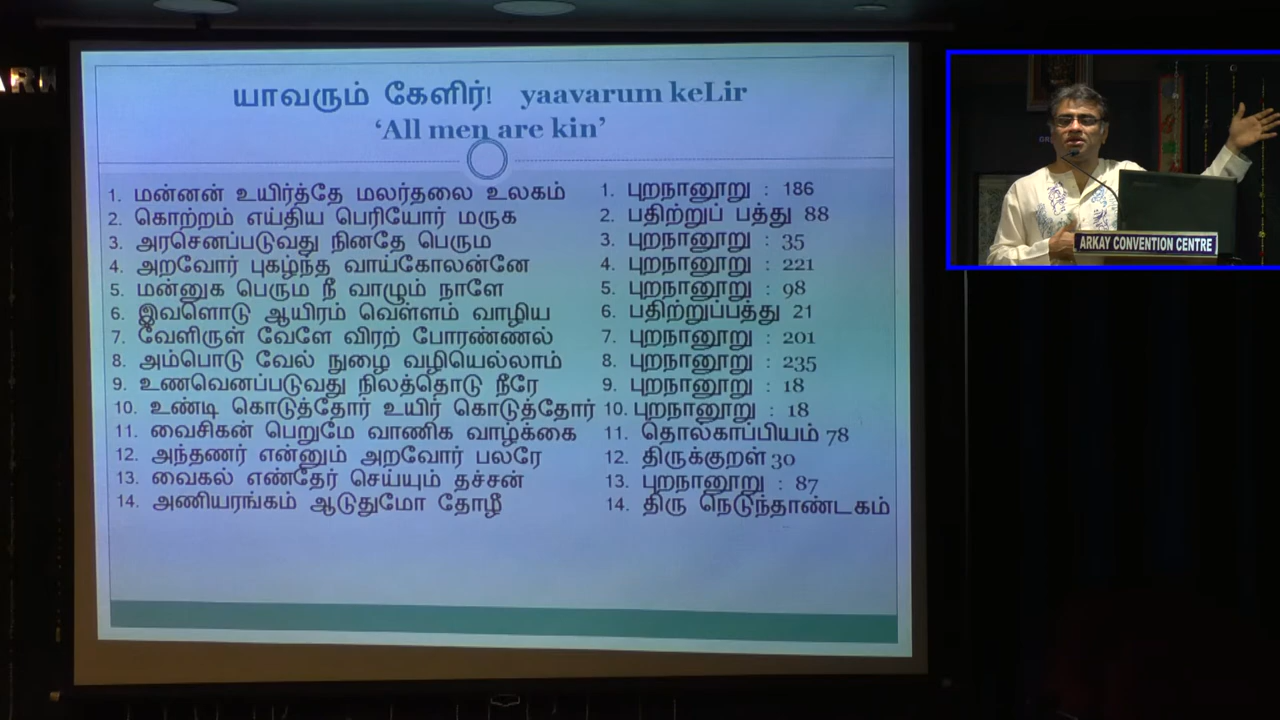 யாவரும் கேளிர்! yaavarum keLir
‘All men are kin’
1. மன்னன் உயிர்த்தே மலர்தலை உலகம் 1. புறநானூறு : 186
2. கொற்றம் எய்திய பெரியோர் மருக 2. பதிற்றுப் பத்து 88
3. அரசெனப்படுவது நினதே பெரும 3. புறநானூறு : 35
4. அறவோர் புகழ்ந்த வாய்கோலன்னே 4. புறநானூறு : 221
5. மன்னுக பெரும நீ வாழும் நாளே 5. புறநானூறு : 98
6. இவளொடு ஆயிரம் வெள்ளம் வாழிய 6. பதிற்றுப்பத்து 21
7. வேளிருள் வேளே விறற் போரண்ணல் 7. புறநானூறு : 201
8. அம்பொடு வேல் நுழை வழியெல்லாம் 8. புறநானூறு : 235
9. உணவெனப்படுவது நிலத்தொடு நீரே 9. புறநானூறு : 18
10. உண்டி கொடுத்தோர் உயிர் கொடுத்தோர் 10. புறநானூறு : 18
11. வைசிகன் பெறுமே வாணிக வாழ்க்கை 11. தொல்காப்பியம் 78
12. அந்தணர் என்னும் அறவோர் பலரே 12. திருக்குறள் 30
13. வைகல் எண்தேர் செய்யும் தச்சன் 13. புறநானூறு : 87
14. அணியரங்கம் ஆடுதுமோ தோழீ 14. திரு நெடுந்தாண்டகம்
ARKAY CONVENTION CENTRE